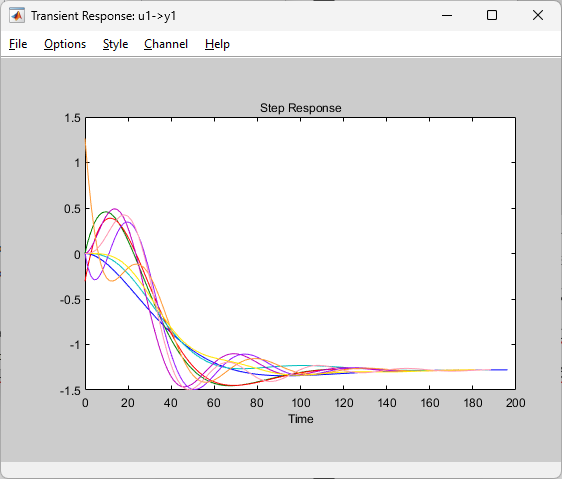 Transient Response: u1->y1
File Options Style Channel Help
Step Response
1.5
1
0.5
0
-0.5
-1
-1.5
0 20 40 60 80 100 120 140 160 180 200
Time